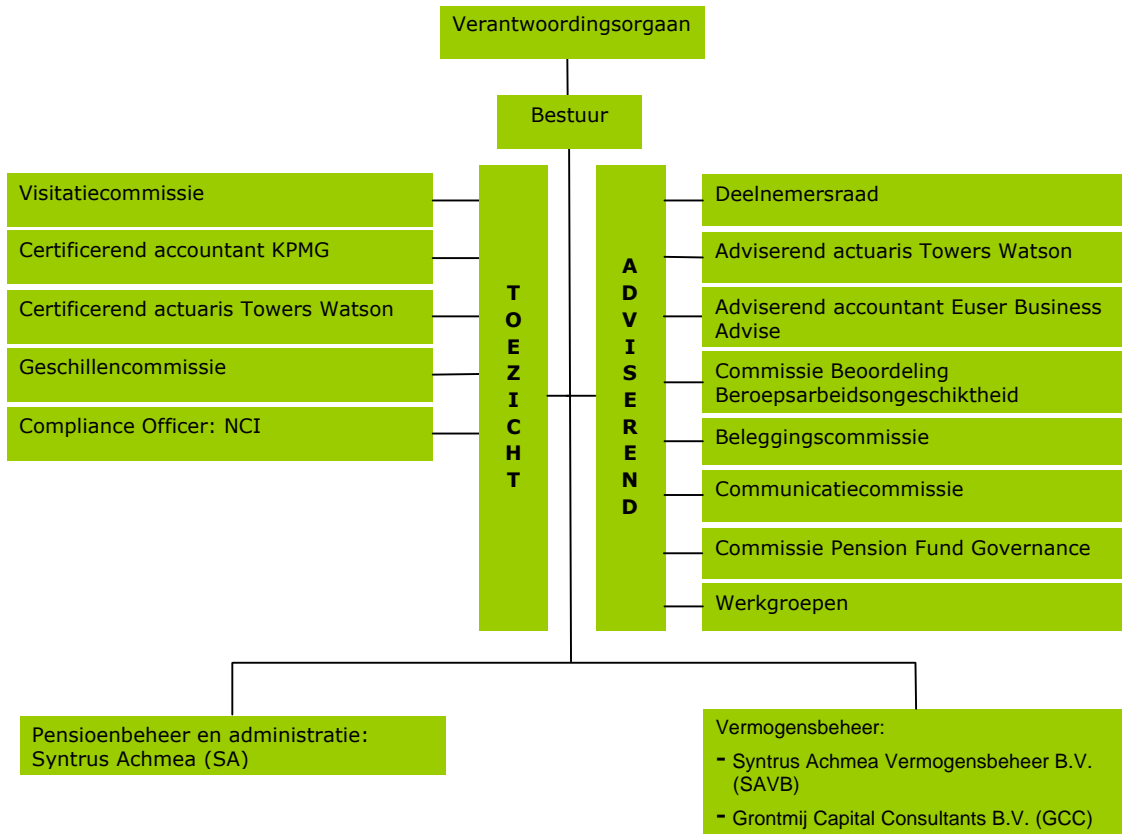 Verantwoordingsorgaan
Bestuur
Visitatiecommissie
Certificerend accountant KPMG
Certificerend actuaris Towers Watson
Geschillencommissie
Compliance Officer: NCI
T
O
E
Z
I
C
H
T
A
D
V
I
S
E
R
E
N
D
Deelnemersraad
Adviserend actuaris Towers Watson
Adviserend accountant Euser Business
Advise
Commissie Beoordeling
Beroepsarbeidsongeschiktheid
Beleggingscommissie
Communicatiecommissie
Commissie Pension Fund Governance
Werkgroepen
Pensioenbeheer en administratie:
Syntrus Achmea (SA)
Vermogensbeheer:
- Syntrus Achmea Vermogensbeheer B.V.
(SAVB)
- Grontmij Capital Consultants B.V. (GCC)